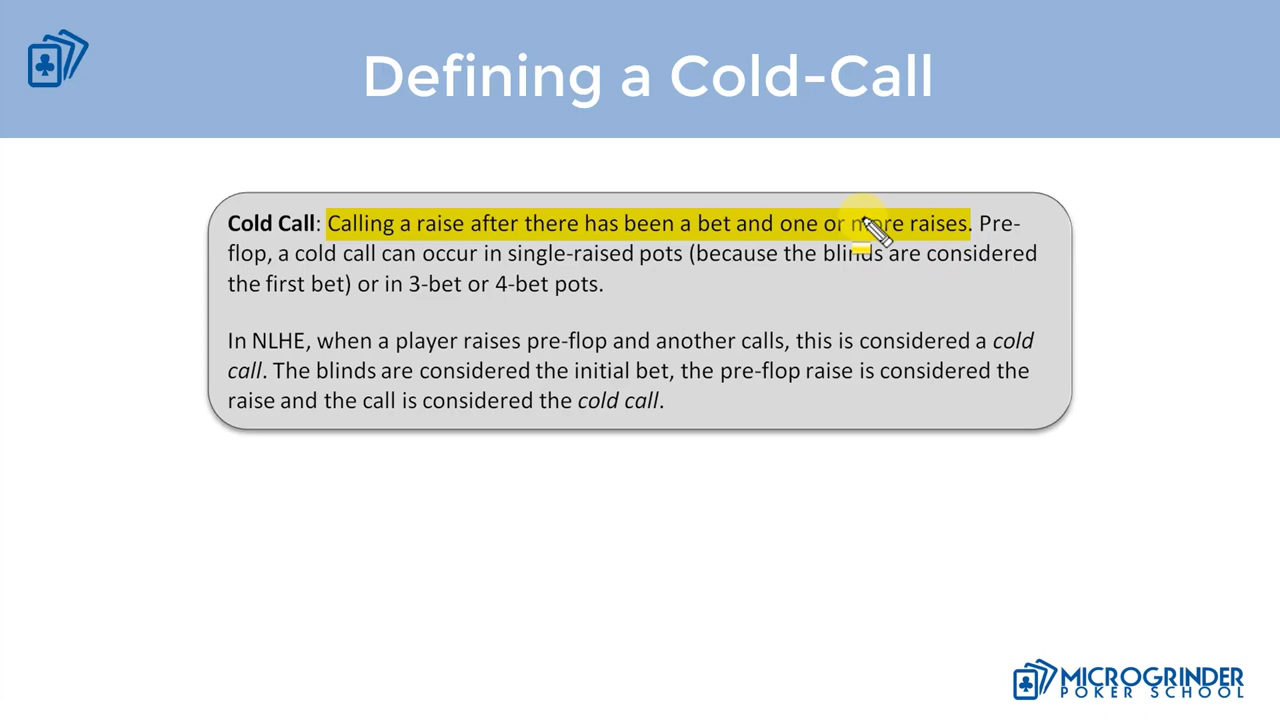 Defining a Cold-Call
Cold Call: Calling a raise after there has been a bet and one or more raises. Pre-
flop, a cold call can occur in single-raised pots (because the blinds are considered
the first bet) or in 3-bet or 4-bet pots.
In NLHE, when a player raises pre-flop and another calls, this is considered a cold
call. The blinds are considered the initial bet, the pre-flop raise is considered the
raise and the call is considered the cold call.
MICROGRINDER
POKER SCHOOL